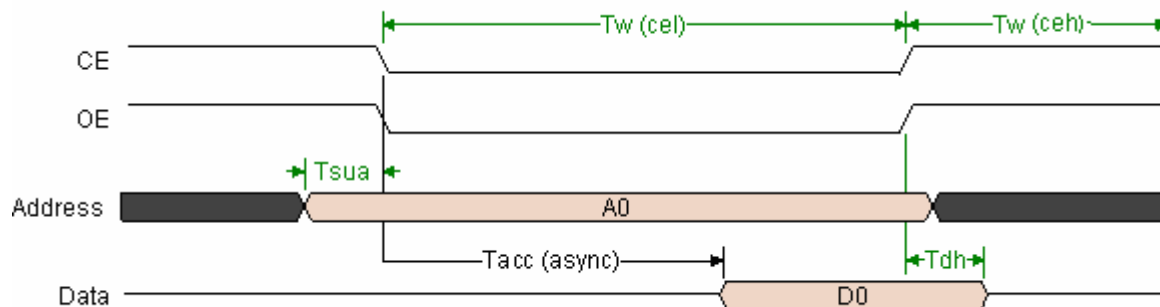 Tw (cel) Tw (ceh)
CE
OE
Tsua
Address A0
Tacc (async) Tdh
Data D0